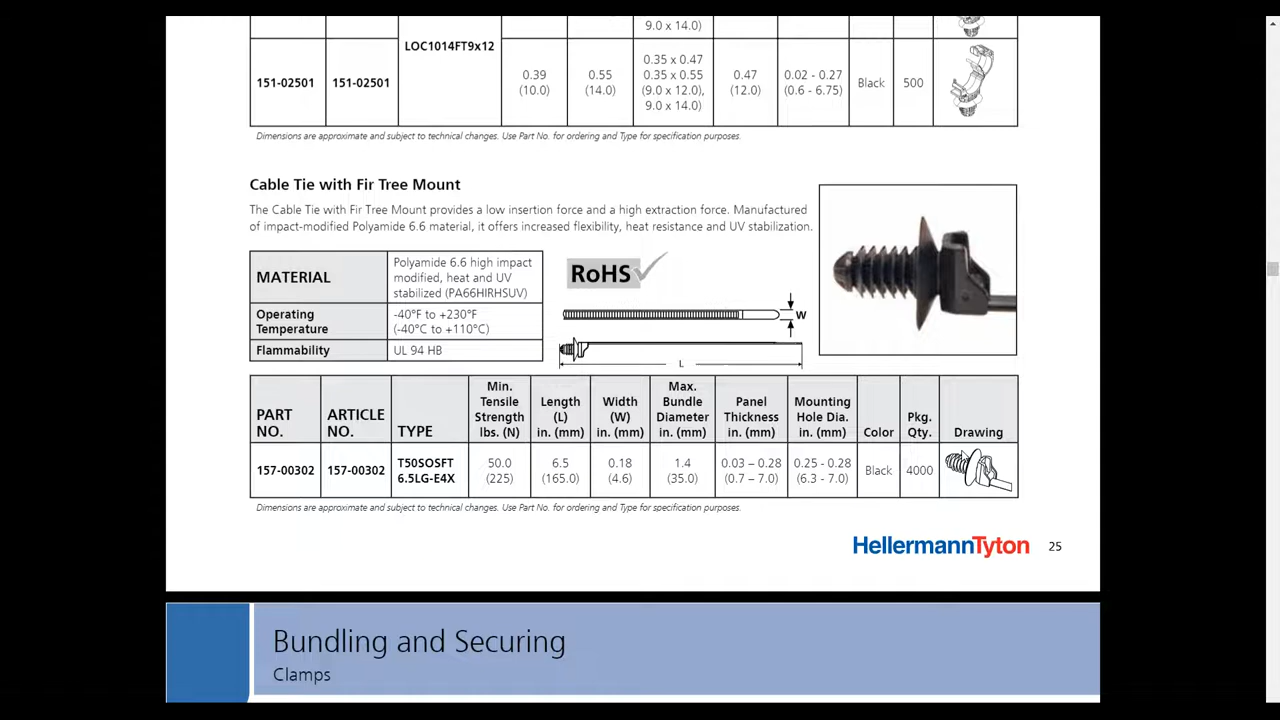 9.0 x 14.0)
LOC1014FT9x12
151-02501 151-02501 0.39 (10.0) 0.55 (14.0) 0.35 x 0.47 0.35 x 0.55 (9.0 x 12.0), 9.0 x 14.0) 0.47 (12.0) 0.02 - 0.27 (0.6 - 6.75) Black 500
Dimensions are approximate and subject to technical changes. Use Part No. for ordering and Type for specification purposes.
Cable Tie with Fir Tree Mount
The Cable Tie with Fir Tree Mount provides a low insertion force and a high extraction force. Manufactured
of impact-modified Polyamide 6.6 material, it offers increased flexibility, heat resistance and UV stabilization.
MATERIAL Polyamide 6.6 high impact modified, heat and UV stabilized (PA66HIRHSUV)
Operating Temperature -40°F to +230°F (-40°C to +110°C)
Flammability UL 94 HB
RoHS
W
L
PART NO. ARTICLE NO. TYPE Min. Tensile Strength lbs. (N) Length (L) in. (mm) Width (W) in. (mm) Max. Bundle Diameter in. (mm) Panel Thickness in. (mm) Mounting Hole Dia. in. (mm) Color Pkg. Qty. Drawing
157-00302 157-00302 T50SOSFT 6.5LG-E4X 50.0 (225) 6.5 (165.0) 0.18 (4.6) 1.4 (35.0) 0.03 – 0.28 (0.7 – 7.0) 0.25 - 0.28 (6.3 - 7.0) Black 4000
Dimensions are approximate and subject to technical changes. Use Part No. for ordering and Type for specification purposes.
HellermannTyton 25
Bundling and Securing
Clamps